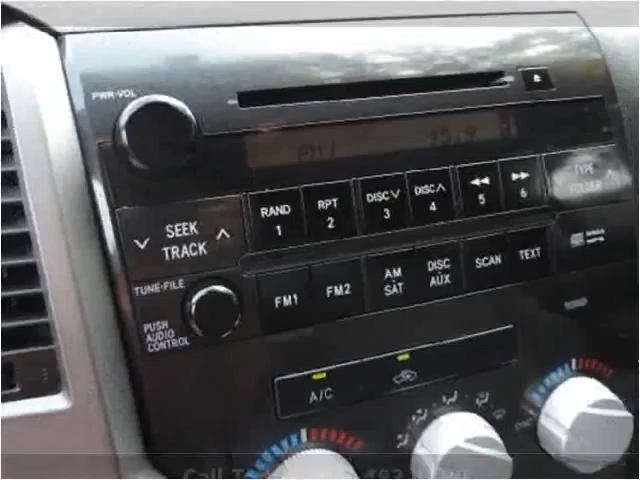 PWR·VOL
FM1
RAND 1
RPT 2
DISC 3
DISC 4
5
6
TYPE
FOLDER
SEEK
TRACK
TUNE·FILE
PUSH
AUDIO
CONTROL
FM1
FM2
AM
SAT
DISC
AUX
SCAN
TEXT
A/C